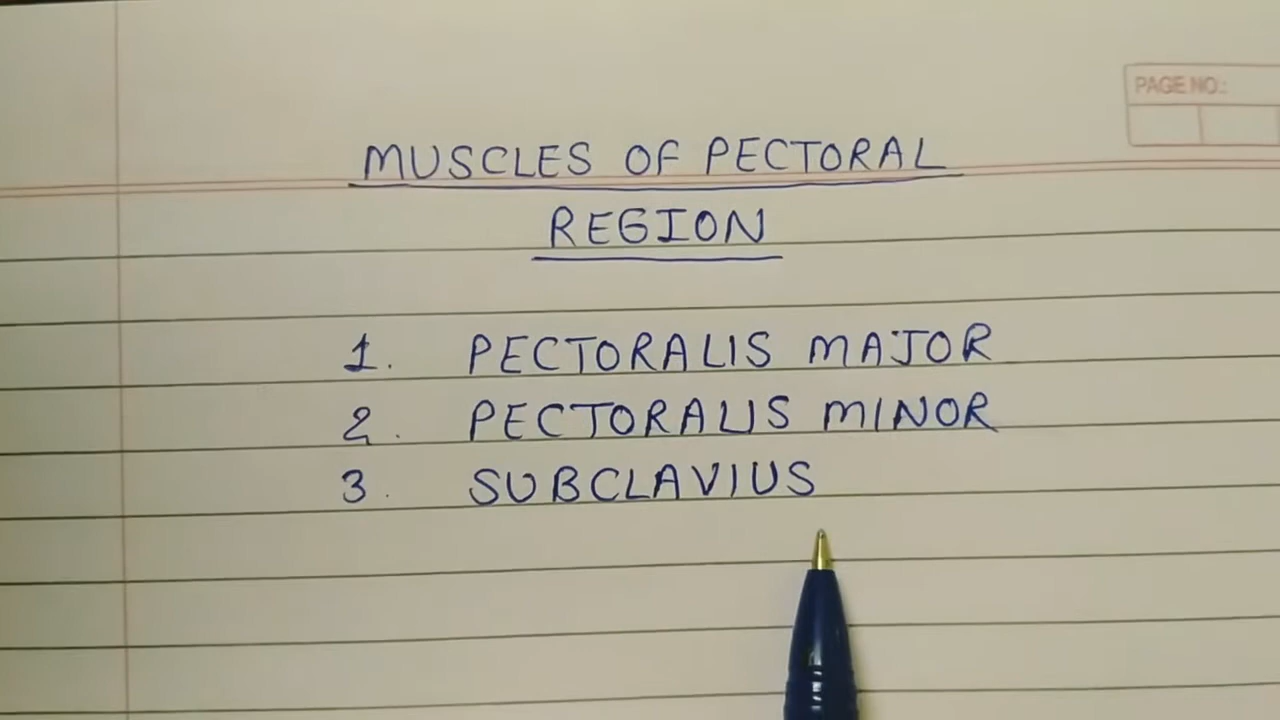 PAGE NO.:
MUSCLES OF PECTORAL
REGION
1. PECTORALIS MAJOR
2. PECTORALIS MINOR
3. SUBCLAVIUS